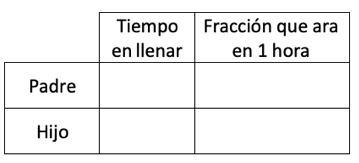 Tiempo
en llenar
Fracción que ara
en 1 hora
Padre
Hijo